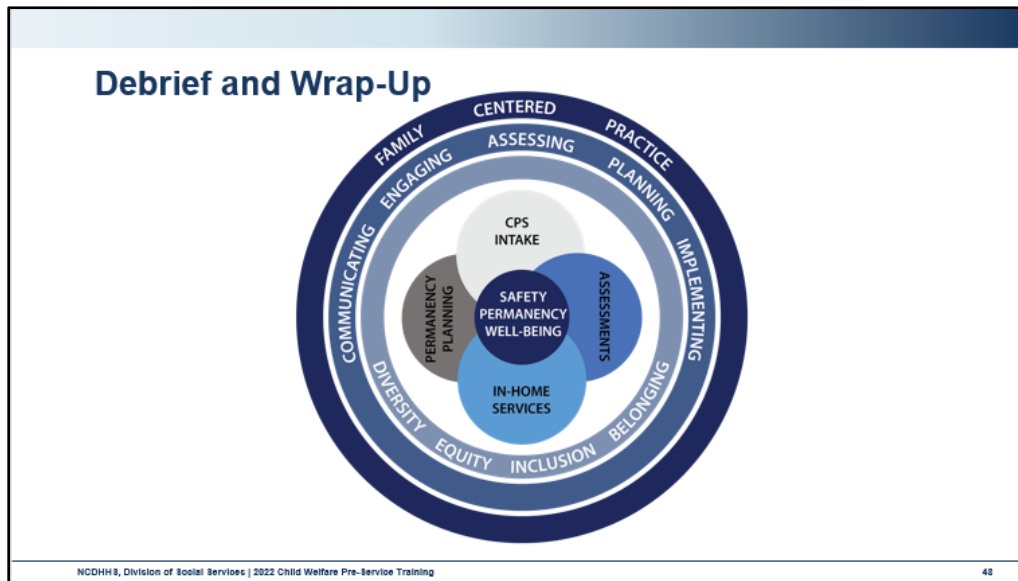 Debrief and Wrap-Up
FAMILY CENTERED PRACTICE
COMMUNICATING ENGAGING ASSESSING PLANNING IMPLEMENTING
DIVERSITY EQUITY INCLUSION BELONGING
CPS
INTAKE
PERMANENCY
PLANNING
SAFETY
PERMANENCY
WELL-BEING
ASSESSMENTS
IN-HOME
SERVICES
NCDHHS, Division of Social Services | 2022 Child Welfare Pre-Service Training
48